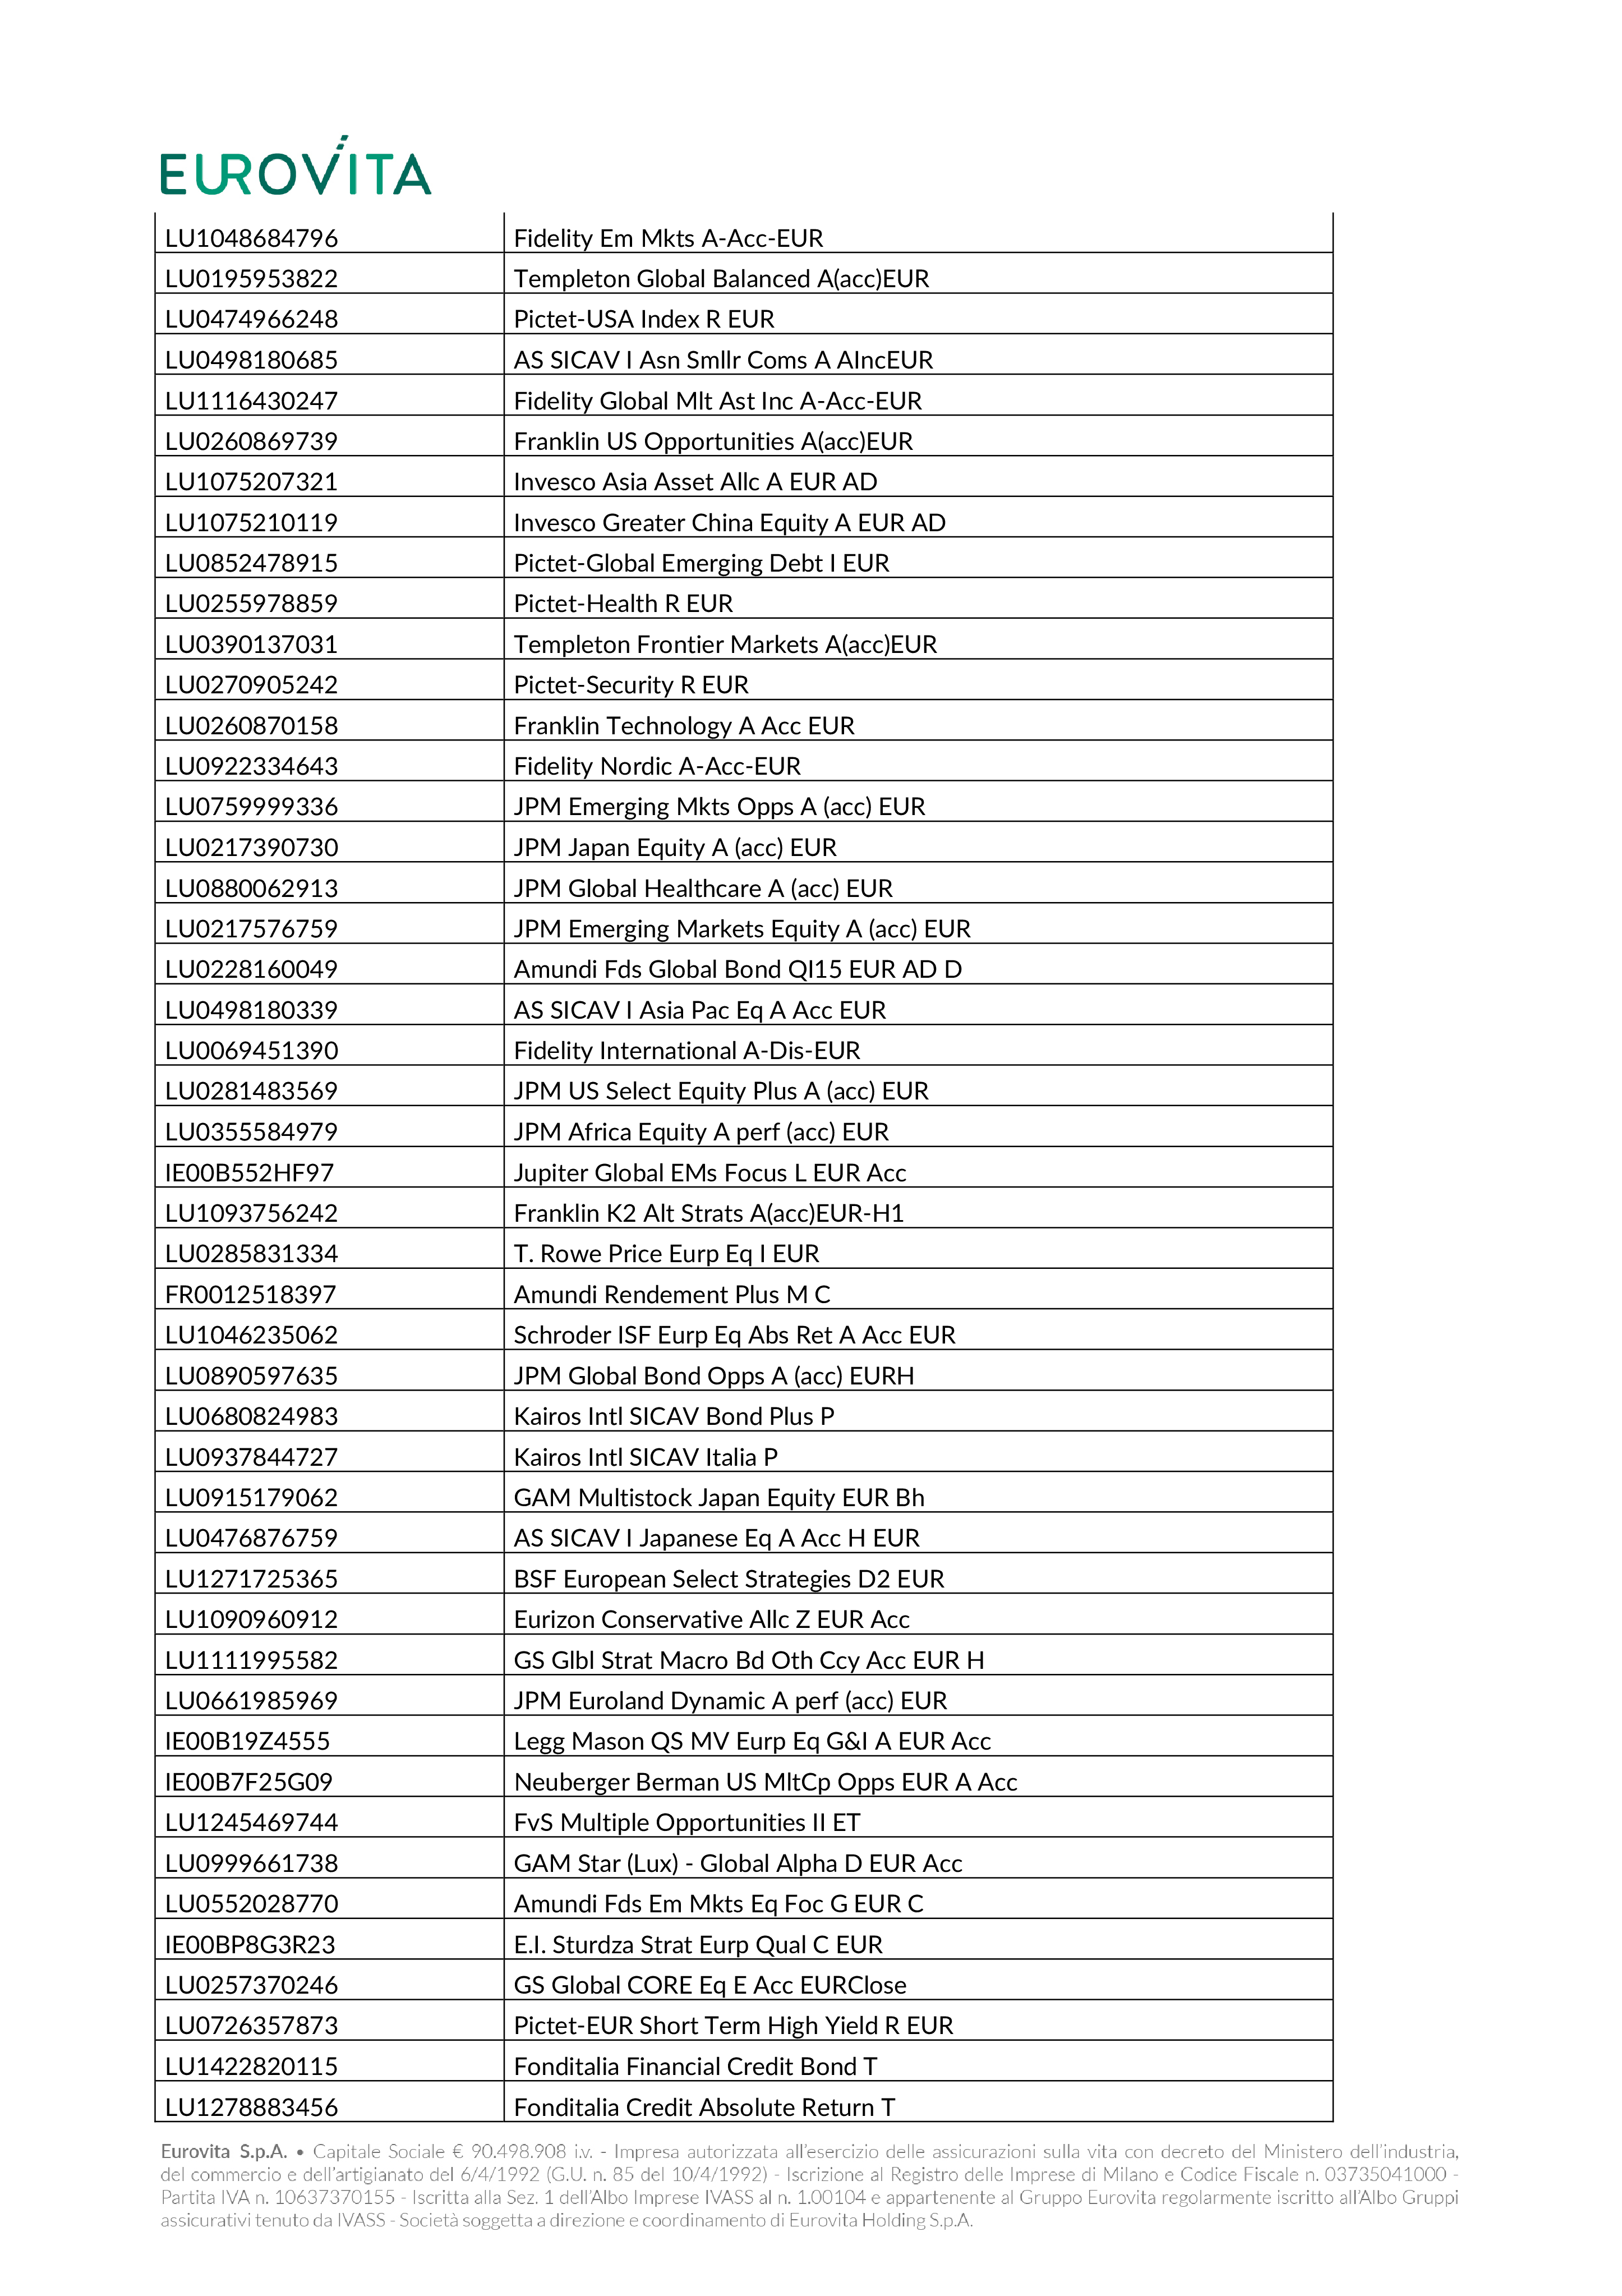 EUROVITA
LU1048684796 Fidelity Em Mkts A-Acc-EUR
LU0195953822 Templeton Global Balanced A(acc)EUR
LU0474966248 Pictet-USA Index R EUR
LU0498180685 AS SICAV I Asn Smllr Coms A AIncEUR
LU1116430247 Fidelity Global Mlt Ast Inc A-Acc-EUR
LU0260869739 Franklin US Opportunities A(acc)EUR
LU1075207321 Invesco Asia Asset Allc A EUR AD
LU1075210119 Invesco Greater China Equity A EUR AD
LU0852478915 Pictet-Global Emerging Debt I EUR
LU0255978859 Pictet-Health R EUR
LU0390137031 Templeton Frontier Markets A(acc)EUR
LU0270905242 Pictet-Security R EUR
LU0260870158 Franklin Technology A Acc EUR
LU0922334643 Fidelity Nordic A-Acc-EUR
LU0759999336 JPM Emerging Mkts Opps A (acc) EUR
LU0217390730 JPM Japan Equity A (acc) EUR
LU0880062913 JPM Global Healthcare A (acc) EUR
LU0217576759 JPM Emerging Markets Equity A (acc) EUR
LU0228160049 Amundi Fds Global Bond QI15 EUR AD D
LU0498180339 AS SICAV I Asia Pac Eq A Acc EUR
LU0069451390 Fidelity International A-Dis-EUR
LU0281483569 JPM US Select Equity Plus A (acc) EUR
LU0355584979 JPM Africa Equity A perf (acc) EUR
IE00B552HF97 Jupiter Global EMs Focus L EUR Acc
LU1093756242 Franklin K2 Alt Strats A(acc)EUR-H1
LU0285831334 T. Rowe Price Eurp Eq I EUR
FR0012518397 Amundi Rendement Plus M C
LU1046235062 Schroder ISF Eurp Eq Abs Ret A Acc EUR
LU0890597635 JPM Global Bond Opps A (acc) EURH
LU0680824983 Kairos Intl SICAV Bond Plus P
LU0937844727 Kairos Intl SICAV Italia P
LU0915179062 GAM Multistock Japan Equity EUR Bh
LU0476876759 AS SICAV I Japanese Eq A Acc H EUR
LU1271725365 BSF European Select Strategies D2 EUR
LU1090960912 Eurizon Conservative Allc Z EUR Acc
LU1111995582 GS Glbl Strat Macro Bd Oth Ccy Acc EUR H
LU0661985969 JPM Euroland Dynamic A perf (acc) EUR
IE00B19Z4555 Legg Mason QS MV Eurp Eq G&I A EUR Acc
IE00B7F25G09 Neuberger Berman US MltCp Opps EUR A Acc
LU1245469744 FvS Multiple Opportunities II ET
LU0999661738 GAM Star (Lux) - Global Alpha D EUR Acc
LU0552028770 Amundi Fds Em Mkts Eq Foc G EUR C
IE00BP8G3R23 E.I. Sturdza Strat Eurp Qual C EUR
LU0257370246 GS Global CORE Eq E Acc EURClose
LU0726357873 Pictet-EUR Short Term High Yield R EUR
LU1422820115 Fonditalia Financial Credit Bond T
LU1278883456 Fonditalia Credit Absolute Return T
Eurovita S.p.A. • Capitale Sociale € 90.498.908 i.v. - Impresa autorizzata all'esercizio delle assicurazioni sulla vita con decreto del Ministero dell'industria,
del commercio e dell'artigianato del 6/4/1992 (G.U. n. 85 del 10/4/1992) - Iscrizione al Registro delle Imprese di Milano e Codice Fiscale n. 03735041000 -
Partita IVA n. 10637370155 - Iscritta alla Sez. 1 dell'Albo Imprese IVASS al n. 1.00104 e appartenente al Gruppo Eurovita regolarmente iscritto all'Albo Gruppi
assicurativi tenuto da IVASS - Società soggetta a direzione e coordinamento di Eurovita Holding S.p.A.